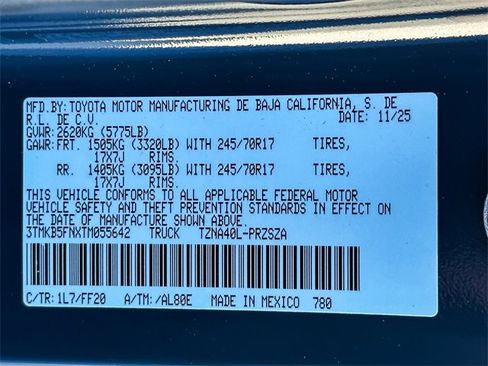 MFD. BY: TOYOTA MOTOR MANUFACTURING DE BAJA CALIFORNIA, S. DE
R.L. DE C.V. DATE: 11/25
GVWR: 2620KG (5775LB)
GAWR: FRT. 1505KG (3320LB) WITH 245/70R17 TIRES,
17X7J RIMS.
RR. 1405KG (3095LB) WITH 245/70R17 TIRES,
17X7J RIMS.
THIS VEHICLE CONFORMS TO ALL APPLICABLE FEDERAL MOTOR
VEHICLE SAFETY AND THEFT PREVENTION STANDARDS IN EFFECT ON
THE DATE OF MANUFACTURE SHOWN ABOVE.
3TMKB5FNXTM055642 TRUCK TZNA40L-PRZSZA
C/TR: 1L7/FF20 A/TM: /AL80E MADE IN MEXICO 780